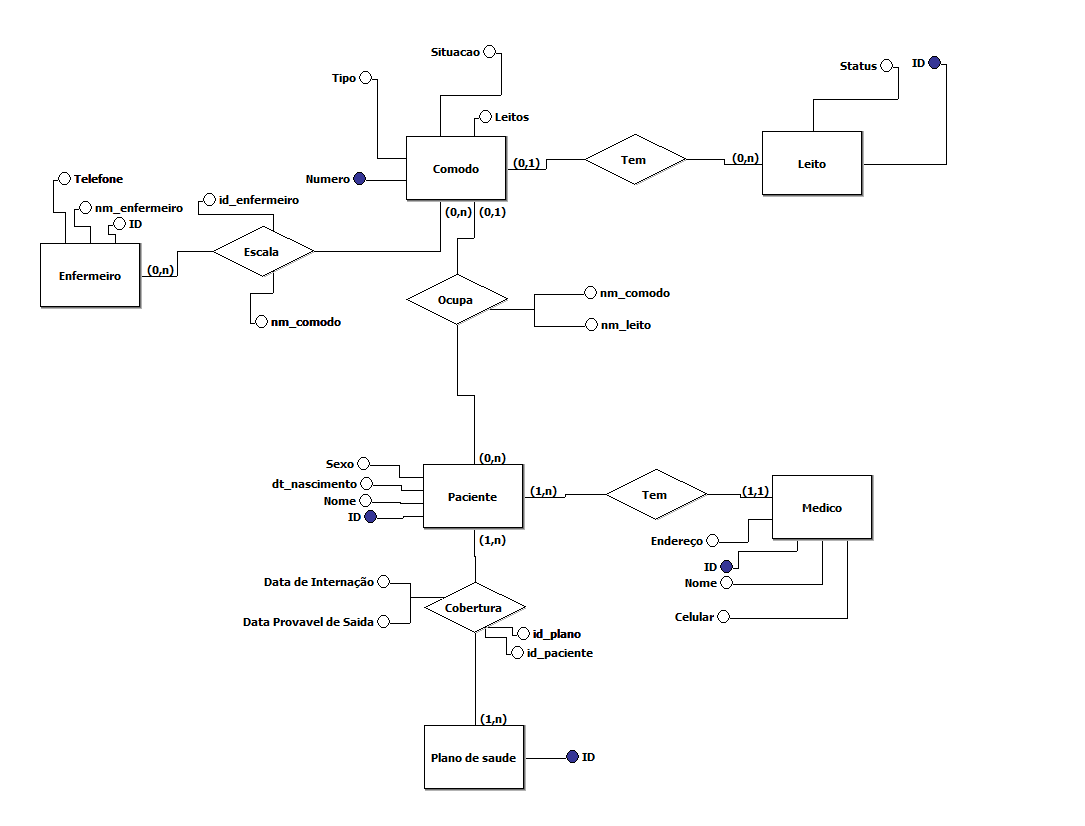 Situacao
Status
ID
Tipo
Leitos
Comodo
(0,1)
Tem
(0,n)
Leito
Numero
Telefone
nm_enfermeiro
ID
id_enfermeiro
(0,n)
(0,1)
Enfermeiro
(0,n)
Escala
nm_comodo
Ocupa
nm_comodo
nm_leito
(0,n)
Sexo
dt_nascimento
Nome
ID
Paciente
(1,n)
Tem
(1,1)
Medico
(1,n)
Endereço
ID
Nome
Celular
Data de Internação
Data Provavel de Saida
Cobertura
id_plano
id_paciente
(1,n)
Plano de saude
ID